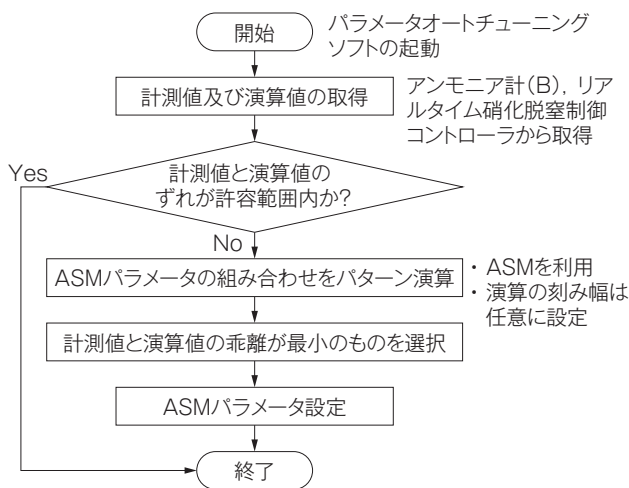 開始
パラメータオートチューニング
ソフトの起動
計測値及び演算値の取得
アンモニア計(B), リア
ルタイム硝化脱窒制御
コントローラから取得
Yes
計測値と演算値の
ずれが許容範囲内か?
No
ASMパラメータの組み合わせをパターン演算
・ ASMを利用
・ 演算の刻み幅は
任意に設定
計測値と演算値の乖離が最小のものを選択
ASMパラメータ設定
終了